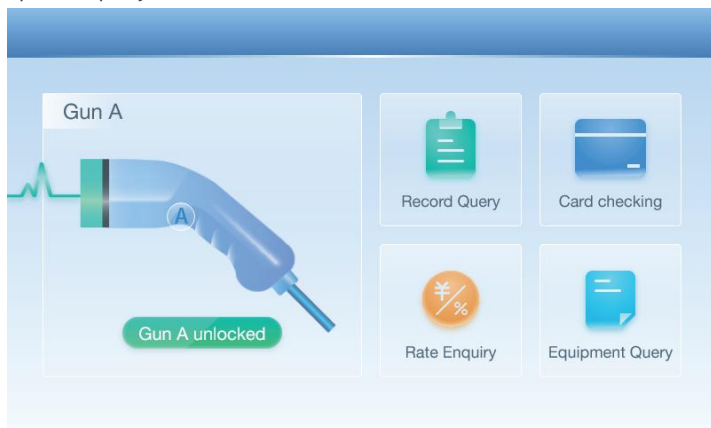 Gun A
A
Gun A unlocked
Record Query
Card checking
¥/%
Rate Enquiry
Equipment Query